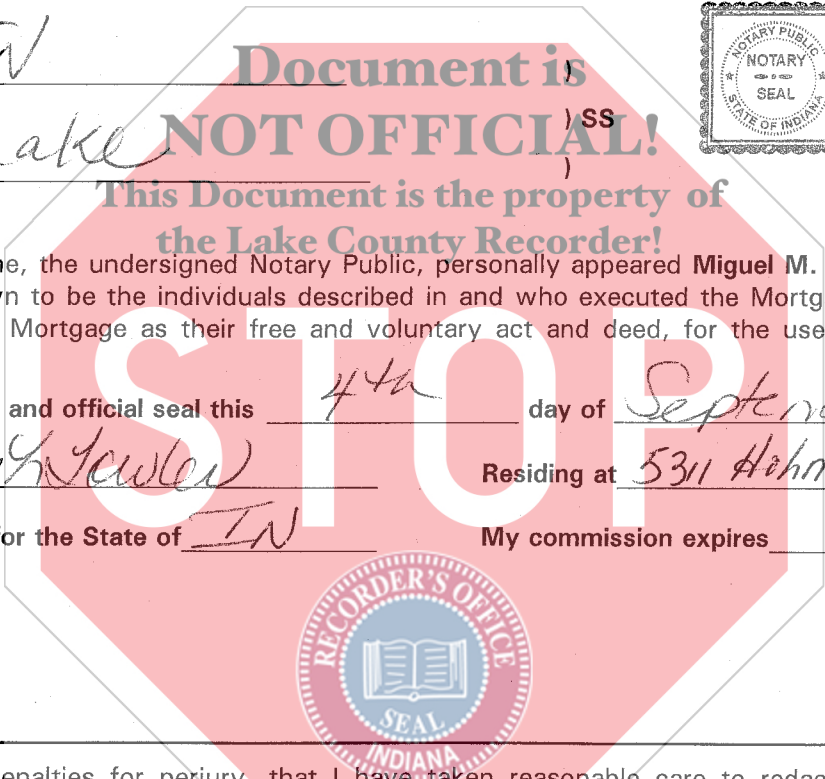 IN
Document is
NOTARY PUBLIC
NOTARY
SEAL
STATE OF INDIANA
)
Lake NOT OFFICIAL! ) SS
)
This Document is the property of
the Lake County Recorder!
e, the undersigned Notary Public, personally appeared Miguel M.
n to be the individuals described in and who executed the Mortg
Mortgage as their free and voluntary act and deed, for the use
STOP
and official seal this 4th day of Septem
Residing at 5311 Hohm
or the State of IN My commission expires
RECORDER'S OFFICE
SEAL
INDIANA
enalties for perjury, that I have taken reasonable care to redac